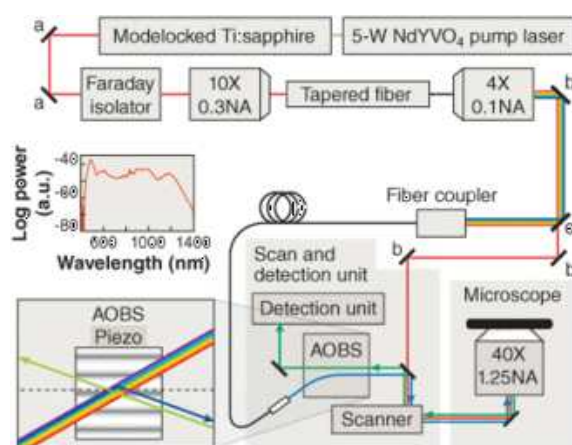 a
Modelocked Ti:sapphire
5-W NdYVO4 pump laser
a
Faraday
isolator
10X
0.3NA
Tapered fiber
4X
0.1NA
b
Log power
(a.u.)
-40
-60
-80
600
1000
1400
Wavelength (nm)
Fiber coupler
e
b
b
Scan and
detection unit
Detection unit
AOBS
Scanner
Microscope
40X
1.25NA
AOBS
Piezo